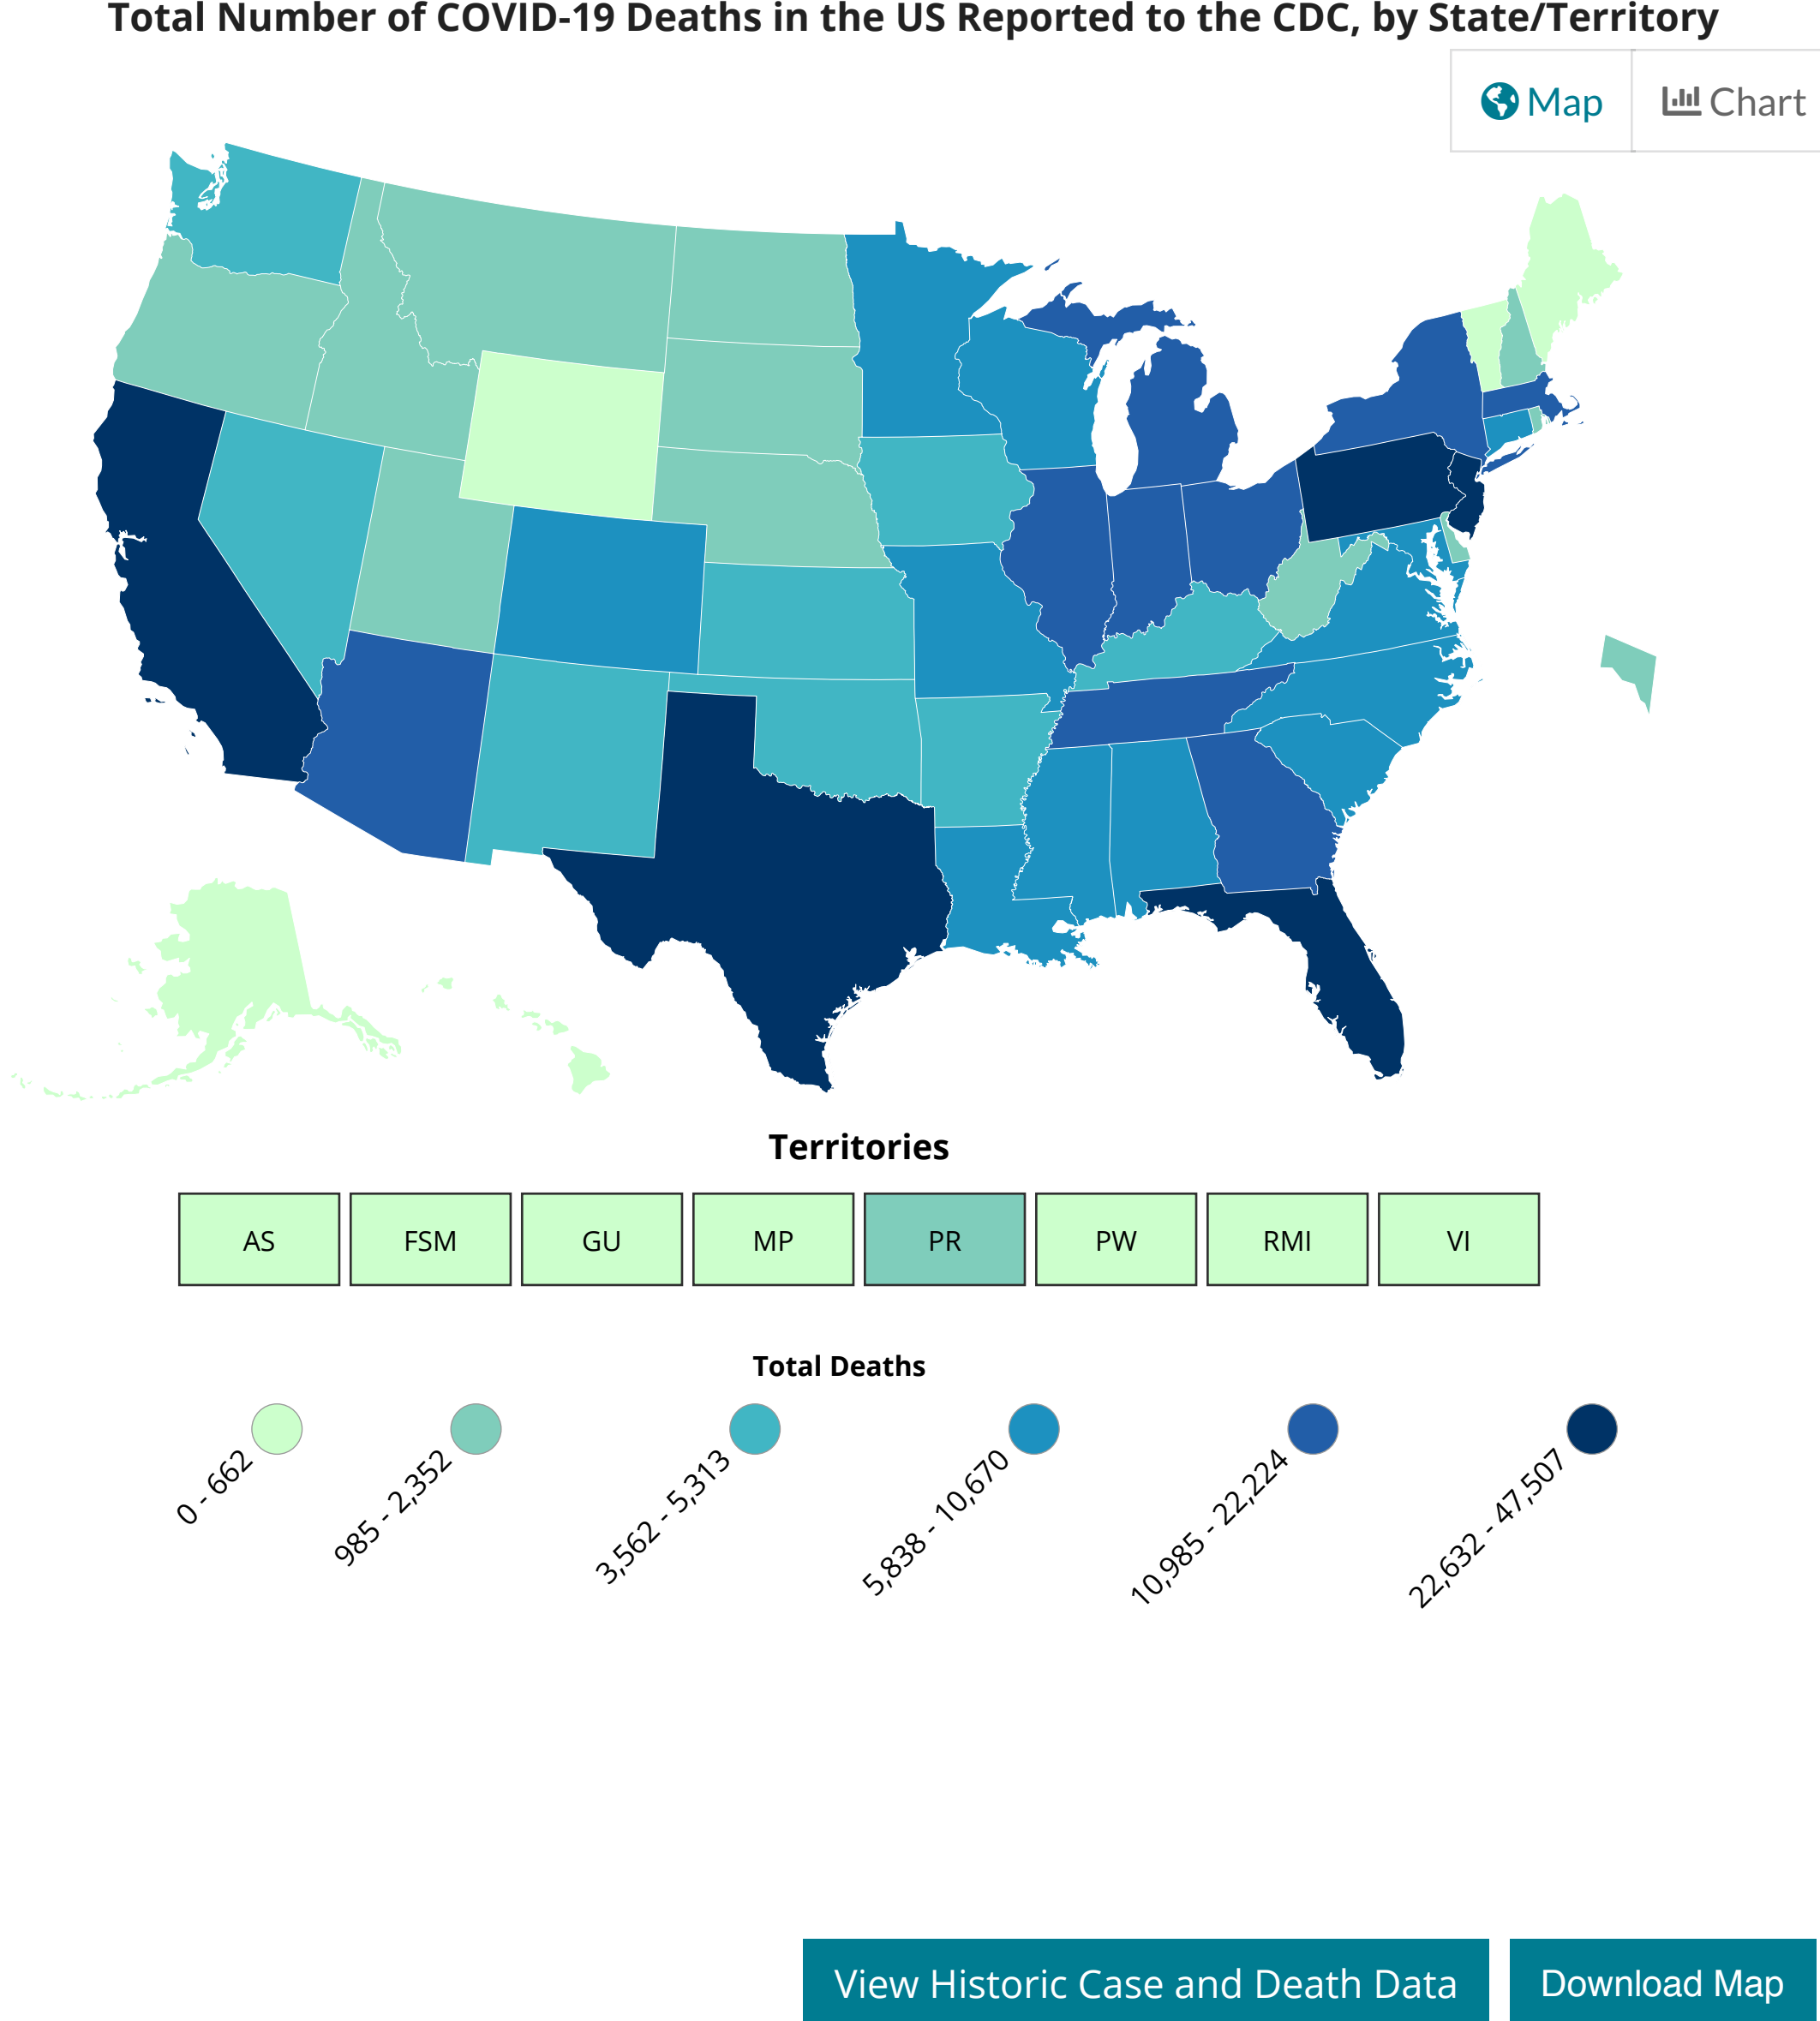 Total Number of COVID-19 Deaths in the US Reported to the CDC, by State/Territory
Map
Chart
Territories
AS
FSM
GU
MP
PR
PW
RMI
VI
Total Deaths
0 - 662
985 - 2,352
3,562 - 5,313
5,838 - 10,670
10,985 - 22,224
22,632 - 47,507
View Historic Case and Death Data
Download Map